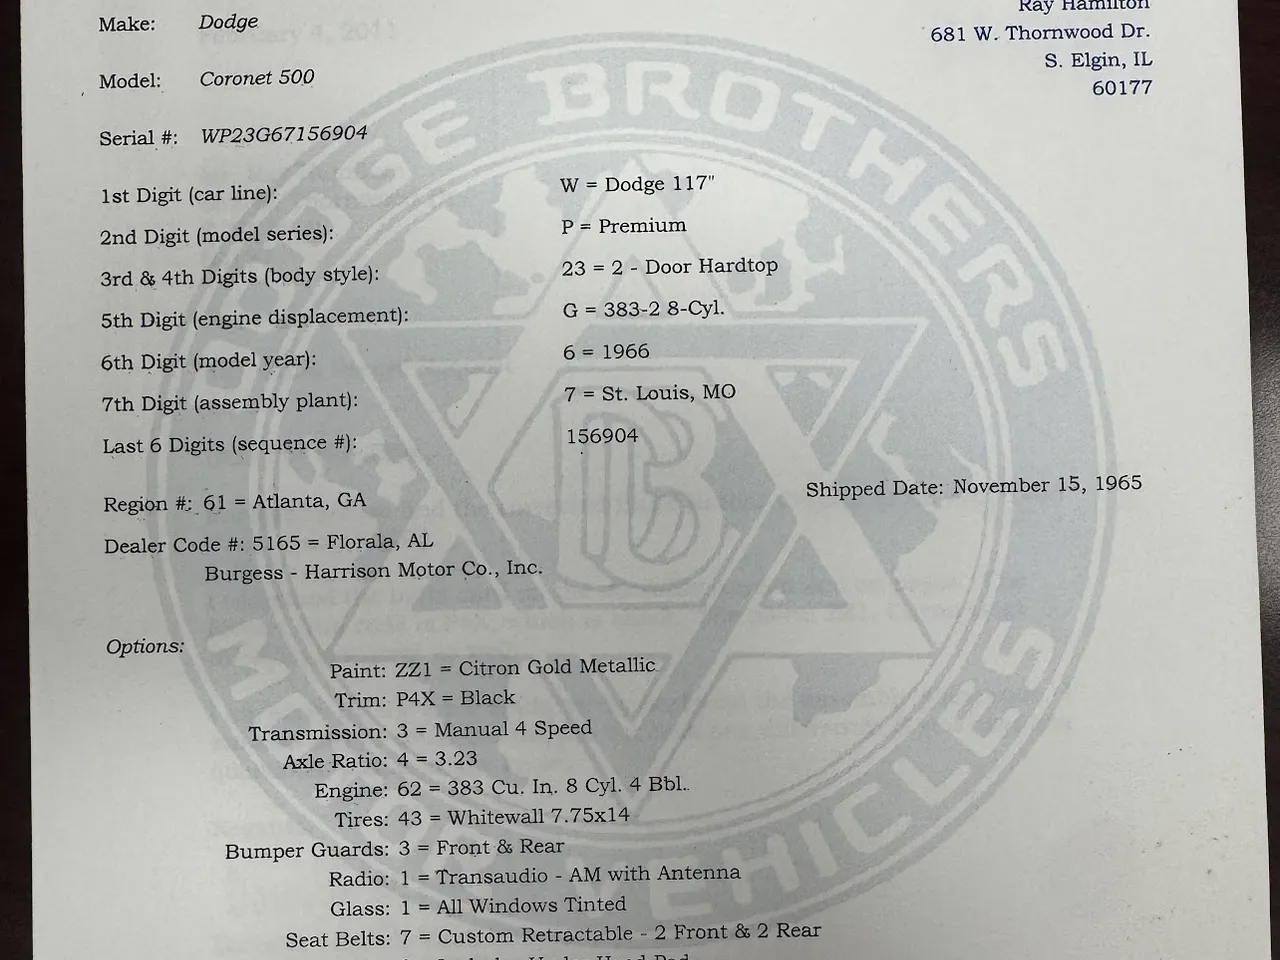 Make: Dodge
Ray Hamilton
681 W. Thornwood Dr.
S. Elgin, IL
60177
Model: Coronet 500
Serial #: WP23G67156904
1st Digit (car line): W = Dodge 117"
2nd Digit (model series): P = Premium
3rd & 4th Digits (body style): 23 = 2 - Door Hardtop
5th Digit (engine displacement): G = 383-2 8-Cyl.
6th Digit (model year): 6 = 1966
7th Digit (assembly plant): 7 = St. Louis, MO
Last 6 Digits (sequence #): 156904
Region #: 61 = Atlanta, GA
Shipped Date: November 15, 1965
Dealer Code #: 5165 = Florala, AL
Burgess - Harrison Motor Co., Inc.
Options:
Paint: ZZ1 = Citron Gold Metallic
Trim: P4X = Black
Transmission: 3 = Manual 4 Speed
Axle Ratio: 4 = 3.23
Engine: 62 = 383 Cu. In. 8 Cyl. 4 Bbl.
Tires: 43 = Whitewall 7.75x14
Bumper Guards: 3 = Front & Rear
Radio: 1 = Transaudio - AM with Antenna
Glass: 1 = All Windows Tinted
Seat Belts: 7 = Custom Retractable - 2 Front & 2 Rear
DODGE BROTHERS
MOTOR VEHICLES
DB